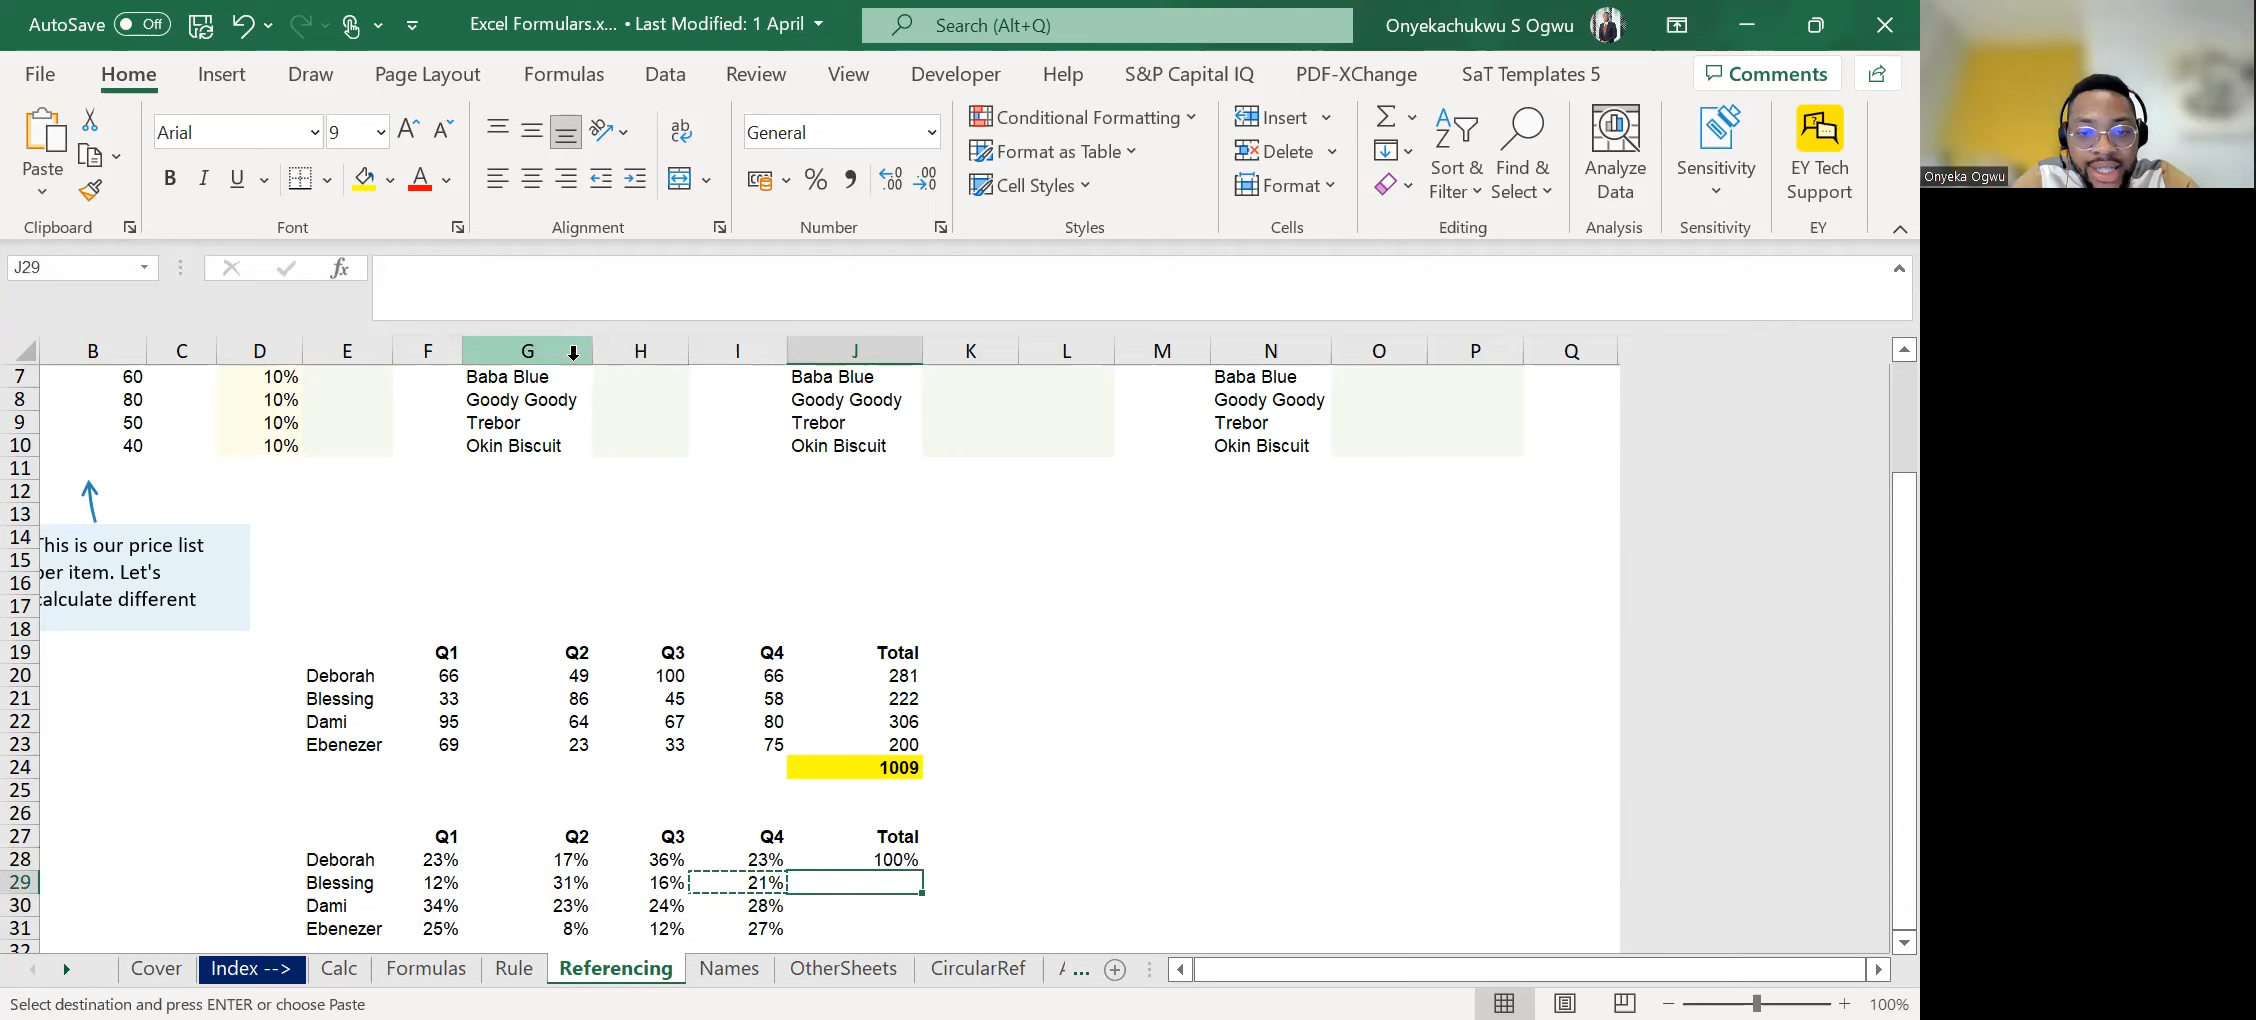 AutoSave Off Excel Formulars.x... • Last Modified: 1 April Search (Alt+Q) Onyekachukwu S Ogwu
File Home Insert Draw Page Layout Formulas Data Review View Developer Help S&P Capital IQ PDF-XChange SaT Templates 5 Comments
Paste Arial 9 General Conditional Formatting Format as Table Cell Styles Insert Delete Format Sort & Filter Find & Select Analyze Data Sensitivity EY Tech Support
Clipboard Font Alignment Number Styles Cells Editing Analysis Sensitivity EY
Onyeka Ogwu
J29 fx
B C D E F G H I J K L M N O P Q
7 60 10% Baba Blue Baba Blue Baba Blue
8 80 10% Goody Goody Goody Goody Goody Goody
9 50 10% Trebor Trebor Trebor
10 40 10% Okin Biscuit Okin Biscuit Okin Biscuit
11
12
13
14 This is our price list
15
16 per item. Let's
17 calculate different
18
19 Q1 Q2 Q3 Q4 Total
20 Deborah 66 49 100 66 281
21 Blessing 33 86 45 58 222
22 Dami 95 64 67 80 306
23 Ebenezer 69 23 33 75 200
24 1009
25
26
27 Q1 Q2 Q3 Q4 Total
28 Deborah 23% 17% 36% 23% 100%
29 Blessing 12% 31% 16% 21%
30 Dami 34% 23% 24% 28%
31 Ebenezer 25% 8% 12% 27%
32
Cover Index --> Calc Formulas Rule Referencing Names OtherSheets CircularRef ...
Select destination and press ENTER or choose Paste 100%